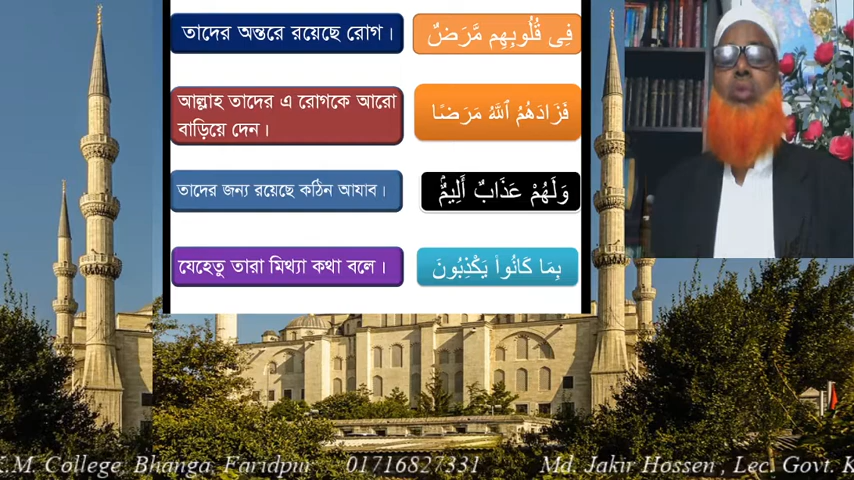 তাদের অন্তরে রয়েছে রোগ।
فِى قُلُوبِهِم مَّرَضٌ
আল্লাহ তাদের এ রোগকে আরো
বাড়িয়ে দেন।
فَزَادَهُمُ ٱللَّهُ مَرَضًا
তাদের জন্য রয়েছে কঠিন আযাব।
وَلَهُمْ عَذَابٌ أَلِيمٌۢ
যেহেতু তারা মিথ্যা কথা বলে।
بِمَا كَانُوا۟ يَكْذِبُونَ
K.M. College, Bhanga, Faridpur 01716827331 Md. Jakir Hossen , Lec. Govt. K